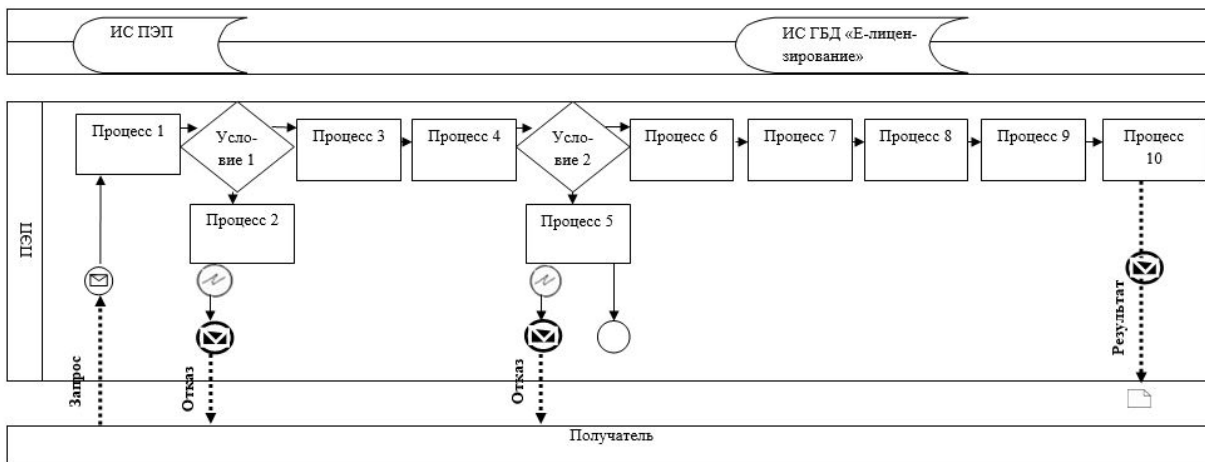 ИС ПЭП
ИС ГБД «Е-лицен-
зирование»
ПЭП
Процесс 1
Усло-
вие 1
Процесс 3
Процесс 4
Усло-
вие 2
Процесс 6
Процесс 7
Процесс 8
Процесс 9
Процесс
10
Процесс 2
Процесс 5
Запрос
Отказ
Отказ
Результат
Получатель